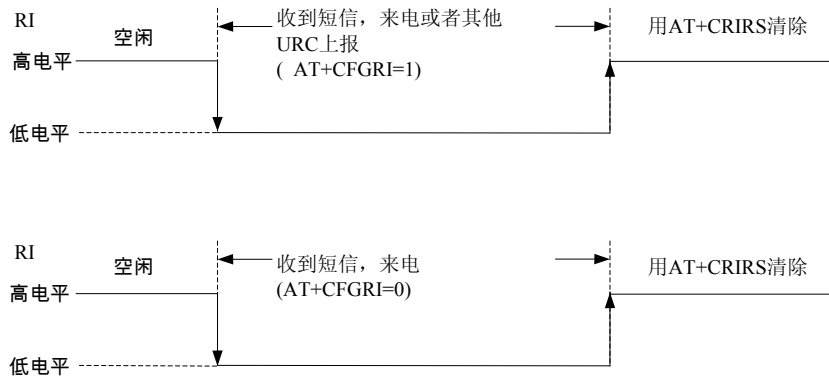 RI
空闲
收到短信，来电或者其他
URC上报
( AT+CFGRI=1)
用AT+CRIRS清除
高电平
低电平
RI
空闲
收到短信，来电
(AT+CFGRI=0)
用AT+CRIRS清除
高电平
低电平